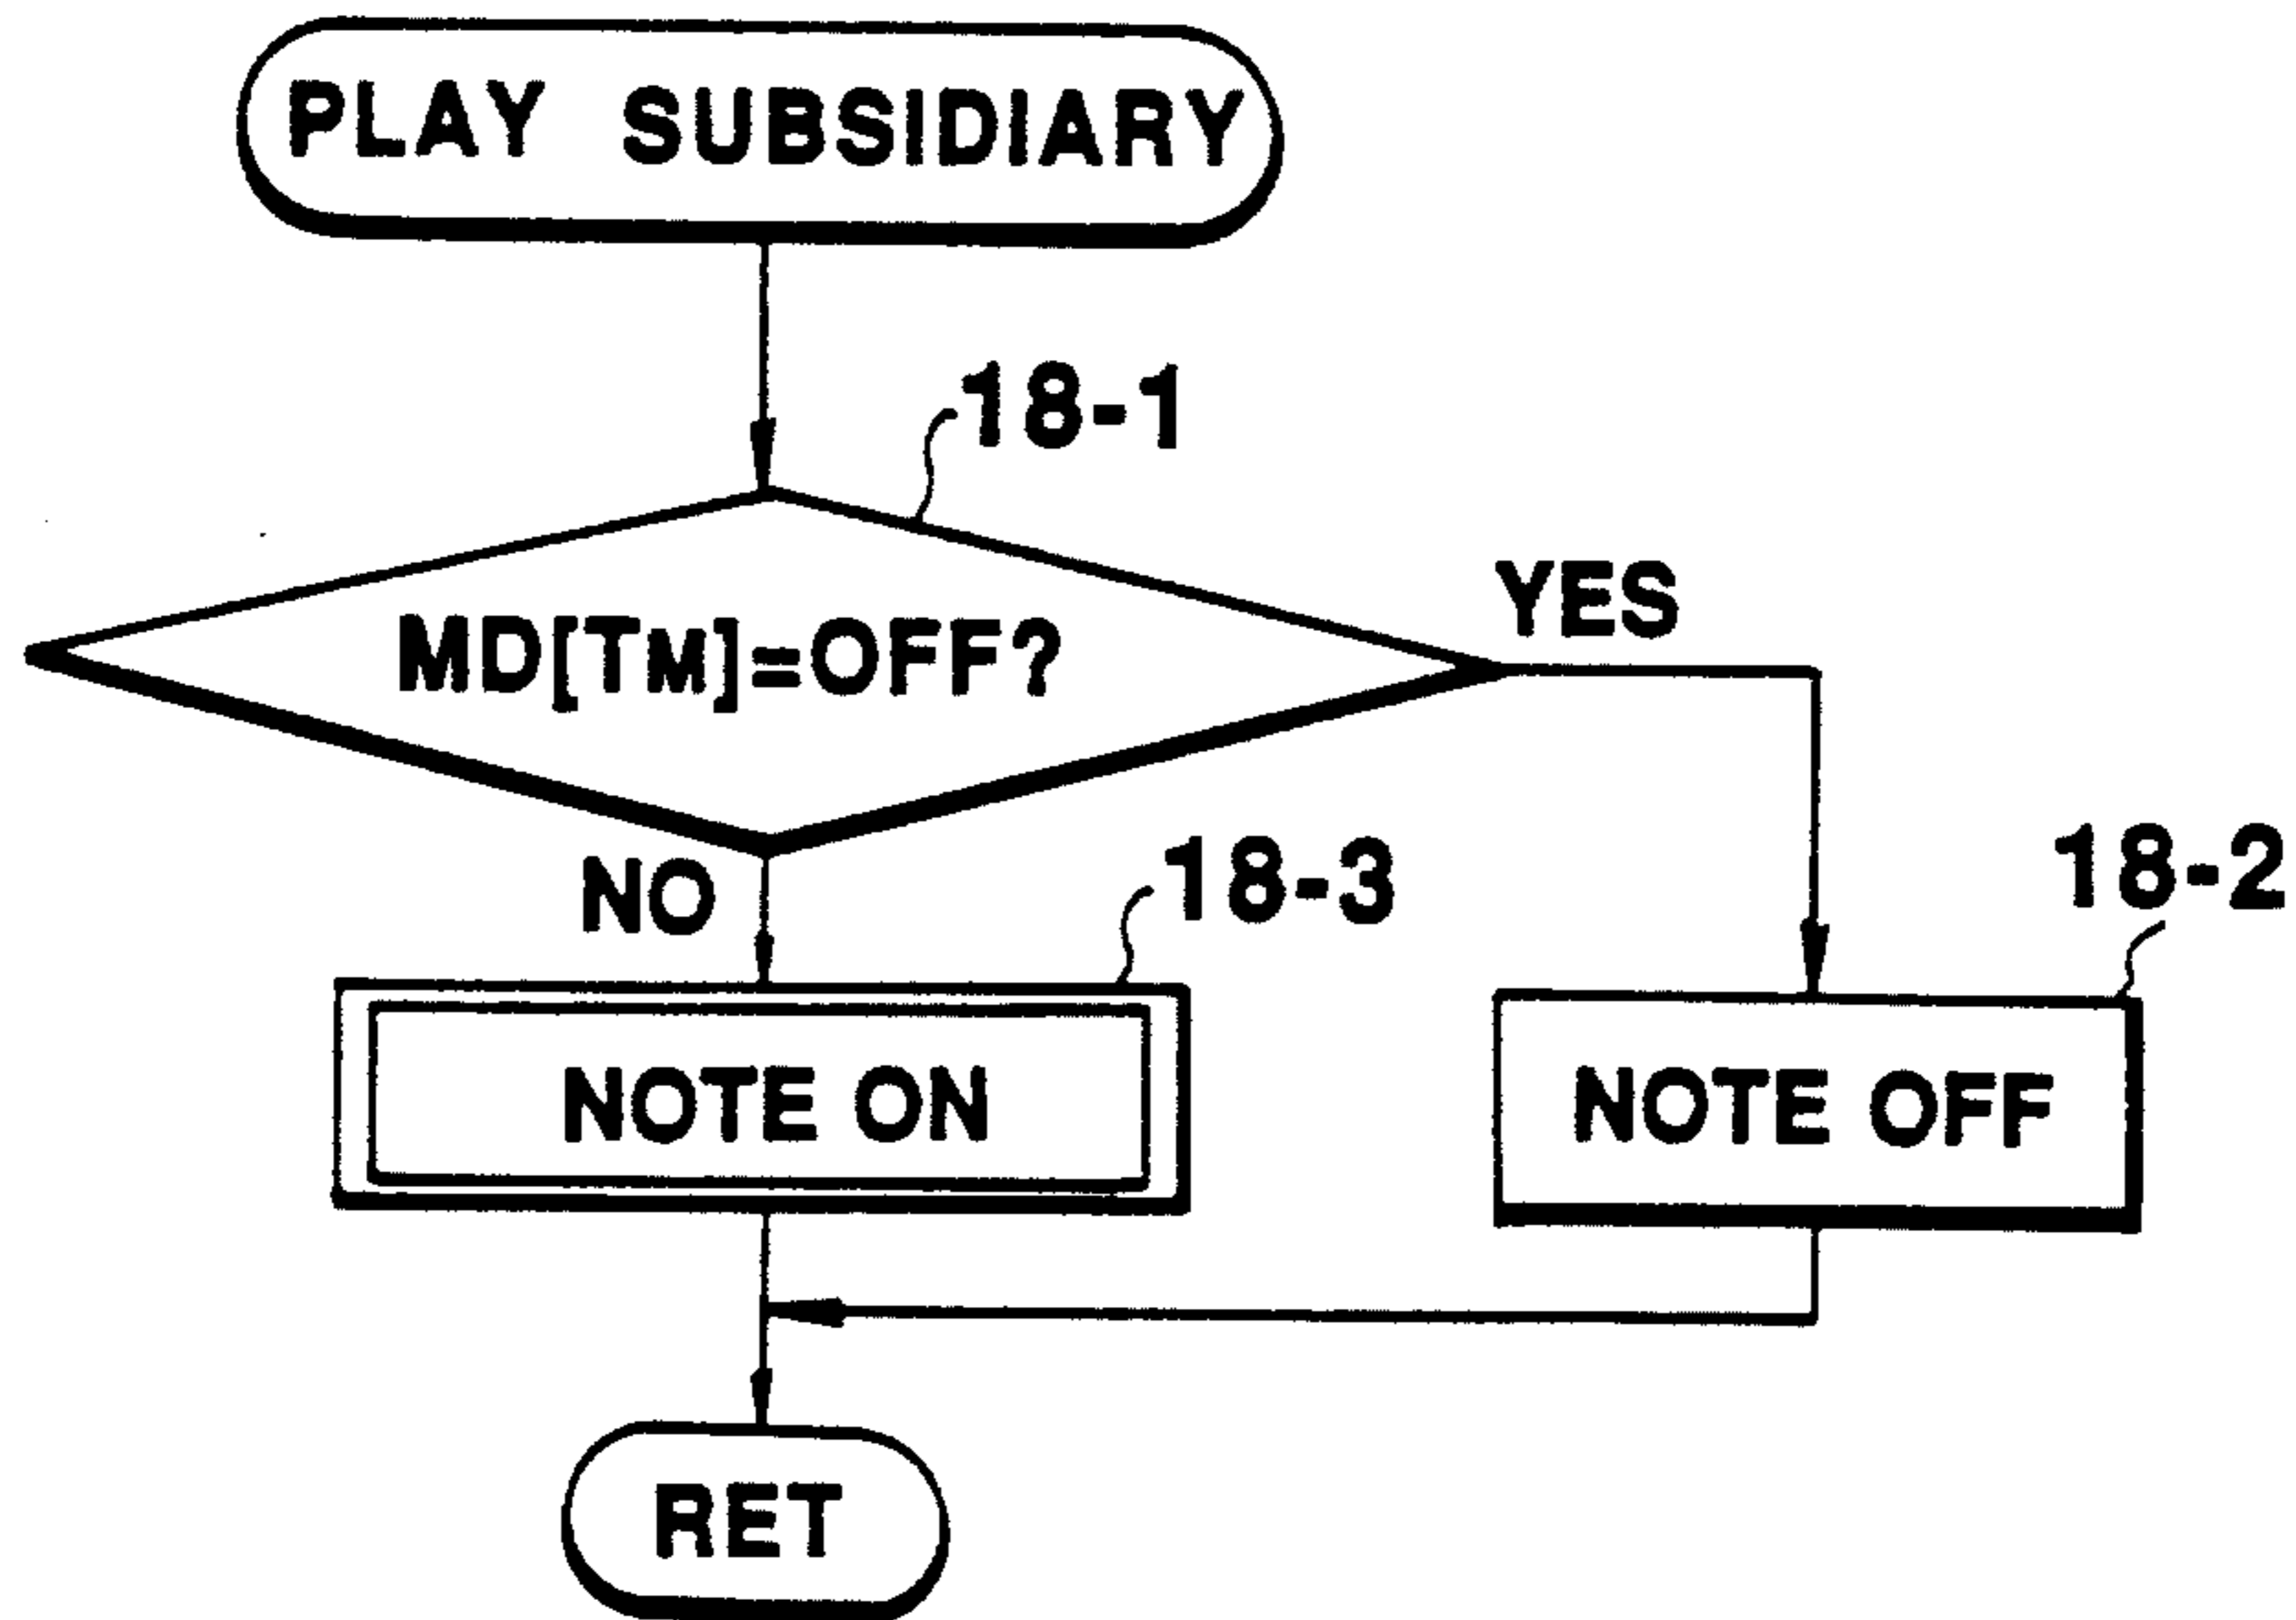 PLAY SUBSIDIARY
18-1
MD[TM]=OFF?
YES
NO
18-3
18-2
NOTE ON
NOTE OFF
RET